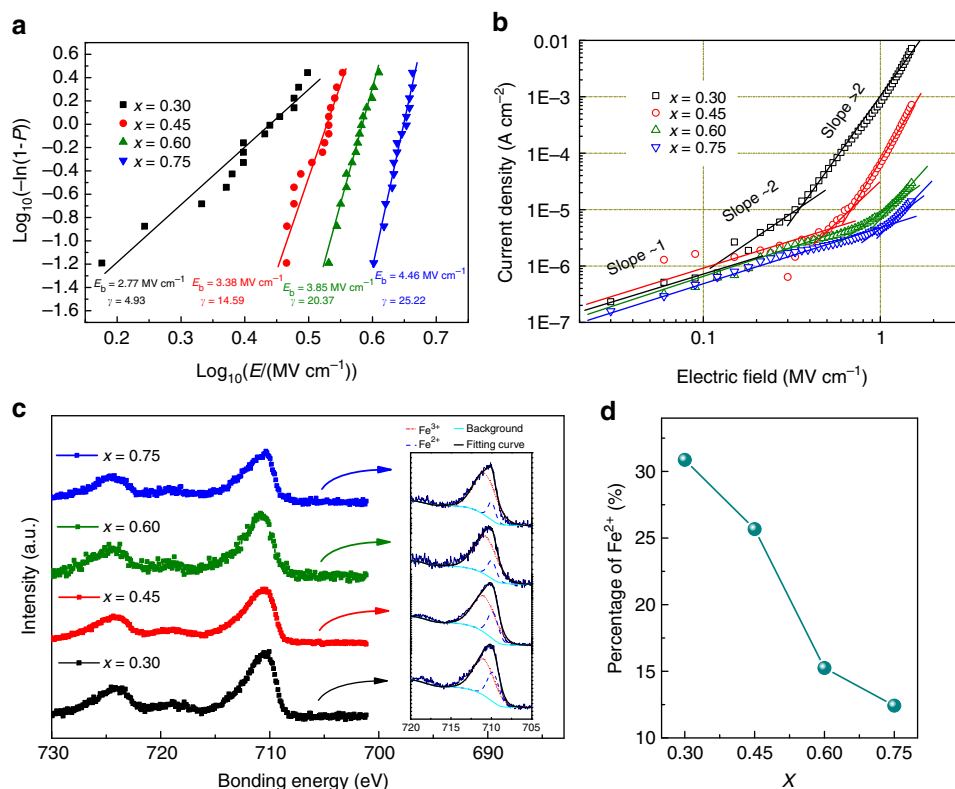 a
Log10(–ln(1-P))
0.6
0.4
0.2
0.0
−0.2
−0.4
−0.6
−0.8
−1.0
−1.2
−1.4
−1.6
x = 0.30
x = 0.45
x = 0.60
x = 0.75
Eb = 2.77 MV cm−1
γ = 4.93
Eb = 3.38 MV cm−1
γ = 14.59
Eb = 3.85 MV cm−1
γ = 20.37
Eb = 4.46 MV cm−1
γ = 25.22
0.2 0.3 0.4 0.5 0.6 0.7
Log10(E/(MV cm−1))
b
Current density (A cm−2)
0.01
1E−3
1E−4
1E−5
1E−6
1E−7
x = 0.30
x = 0.45
x = 0.60
x = 0.75
Slope ~1
Slope ~2
Slope >2
0.1 1
Electric field (MV cm−1)
c
Intensity (a.u.)
x = 0.75
x = 0.60
x = 0.45
x = 0.30
Fe3+ Background
Fe2+ Fitting curve
720 715 710 705
730 720 710 700 690
Bonding energy (eV)
d
Percentage of Fe2+ (%)
30
25
20
15
10
0.30 0.45 0.60 0.75
X